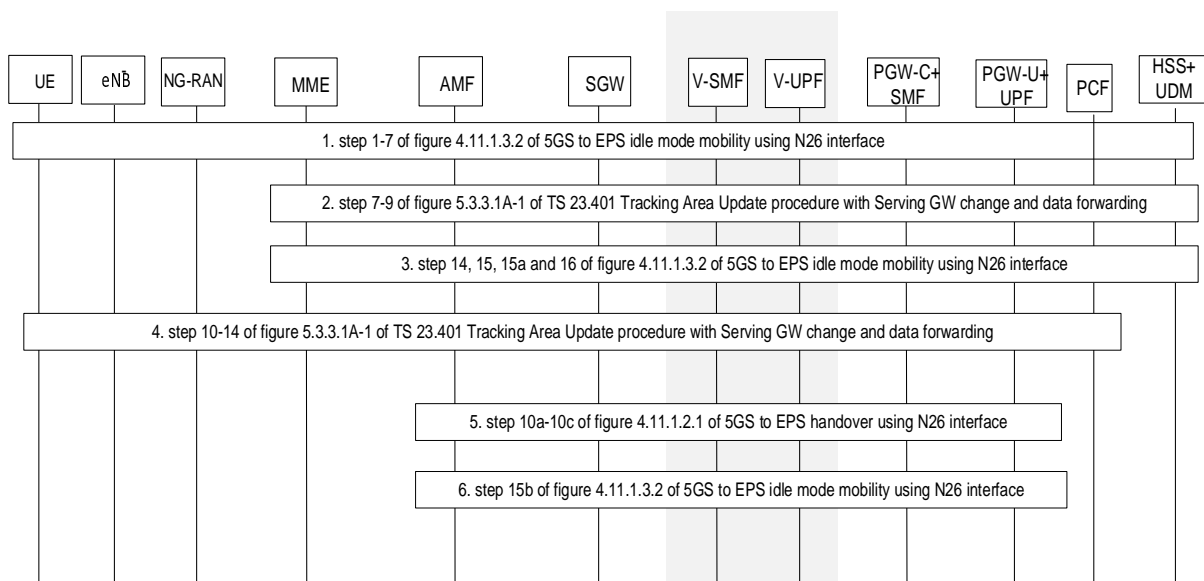 UE
eNB
NG-RAN
MME
AMF
SGW
V-SMF
V-UPF
PGW-C+
SMF
PGW-U+
UPF
PCF
HSS+
UDM
1. step 1-7 of figure 4.11.1.3.2 of 5GS to EPS idle mode mobility using N26 interface
2. step 7-9 of figure 5.3.3.1A-1 of TS 23.401 Tracking Area Update procedure with Serving GW change and data forwarding
3. step 14, 15, 15a and 16 of figure 4.11.1.3.2 of 5GS to EPS idle mode mobility using N26 interface
4. step 10-14 of figure 5.3.3.1A-1 of TS 23.401 Tracking Area Update procedure with Serving GW change and data forwarding
5. step 10a-10c of figure 4.11.1.2.1 of 5GS to EPS handover using N26 interface
6. step 15b of figure 4.11.1.3.2 of 5GS to EPS idle mode mobility using N26 interface